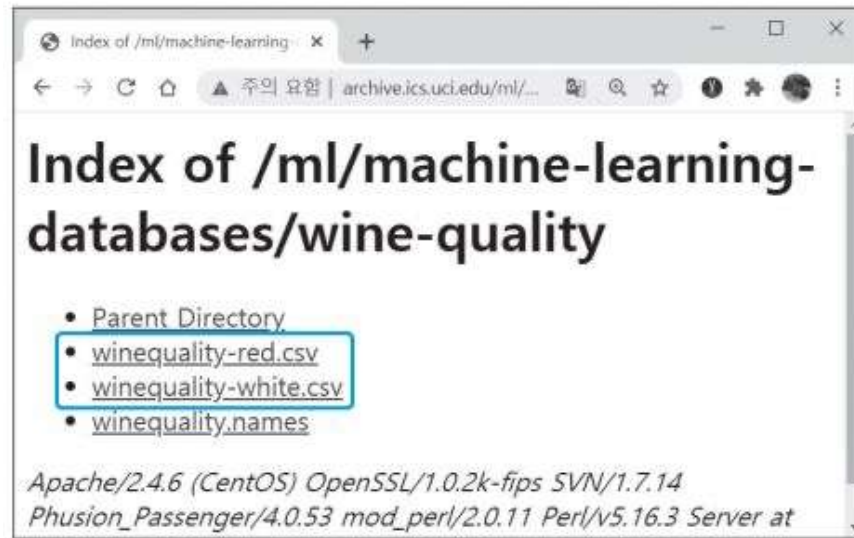 Index of /ml/machine-learning-
주의 요함 | archive.ics.uci.edu/ml/...
Index of /ml/machine-learning-
databases/wine-quality
Parent Directory
winequality-red.csv
winequality-white.csv
winequality.names
Apache/2.4.6 (CentOS) OpenSSL/1.0.2k-fips SVN/1.7.14
Phusion_Passenger/4.0.53 mod_perl/2.0.11 Perl/v5.16.3 Server at